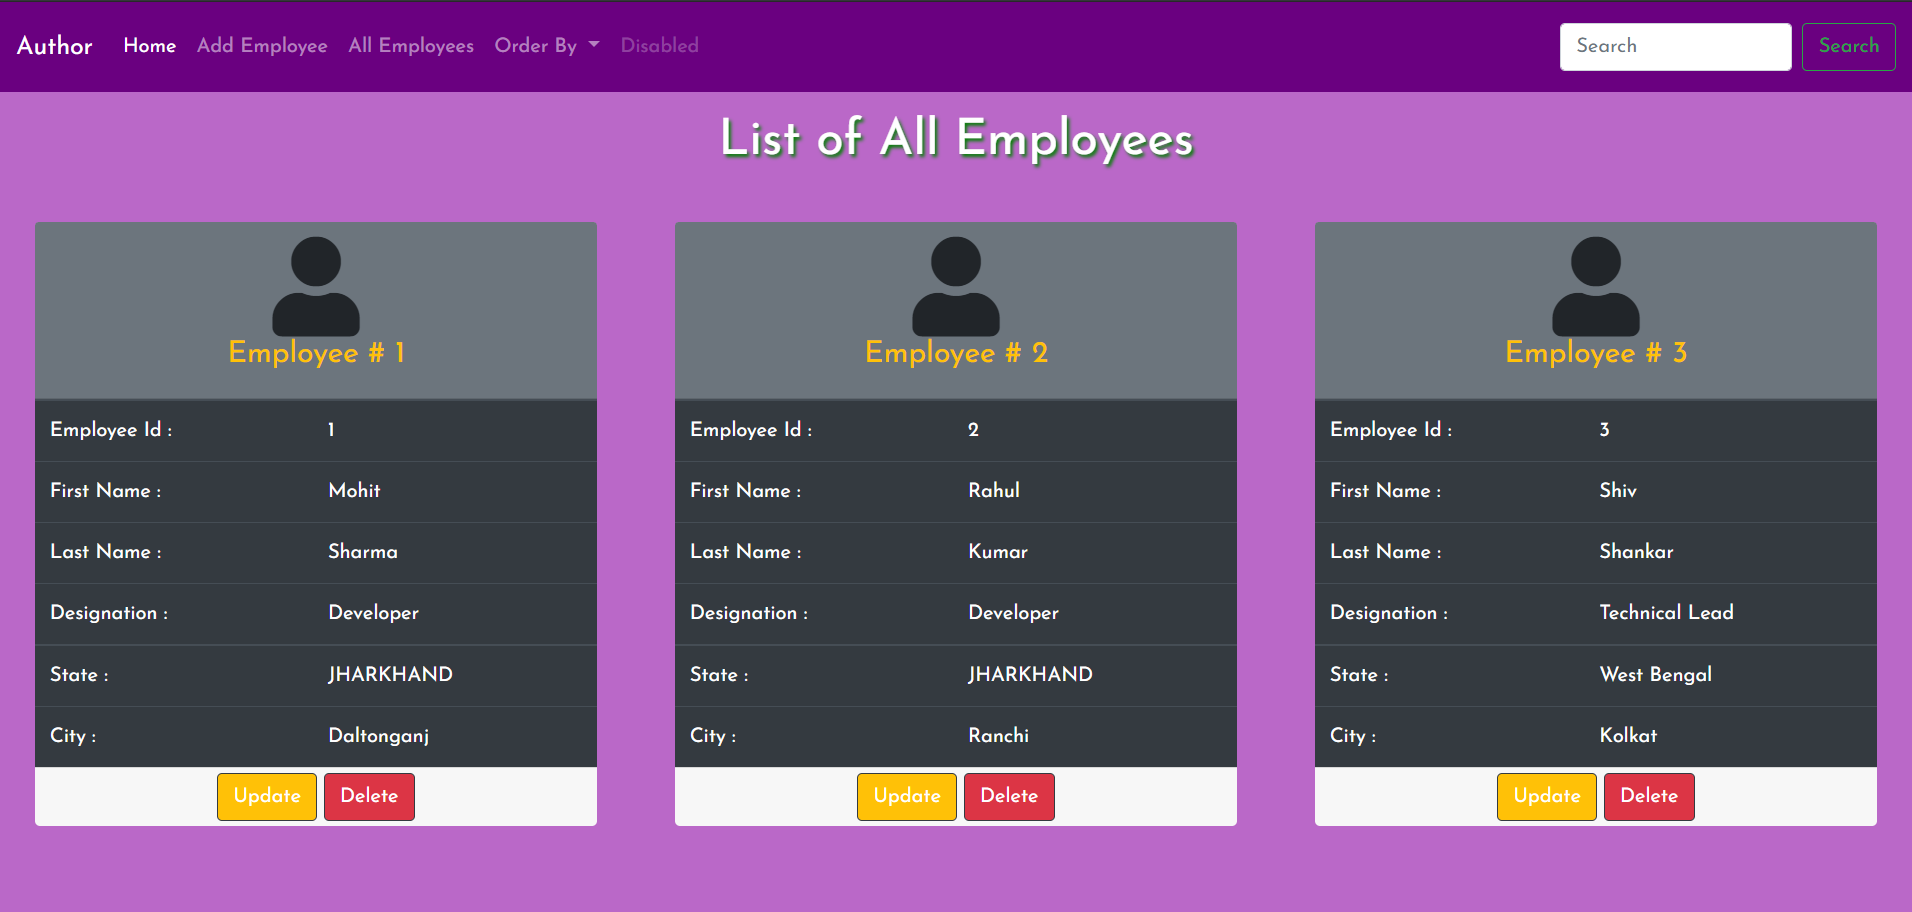 Author Home Add Employee All Employees Order By Disabled Search Search
List of All Employees
Employee # 1
Employee Id : 1
First Name : Mohit
Last Name : Sharma
Designation : Developer
State : JHARKHAND
City : Daltonganj
Update Delete
Employee # 2
Employee Id : 2
First Name : Rahul
Last Name : Kumar
Designation : Developer
State : JHARKHAND
City : Ranchi
Update Delete
Employee # 3
Employee Id : 3
First Name : Shiv
Last Name : Shankar
Designation : Technical Lead
State : West Bengal
City : Kolkat
Update Delete